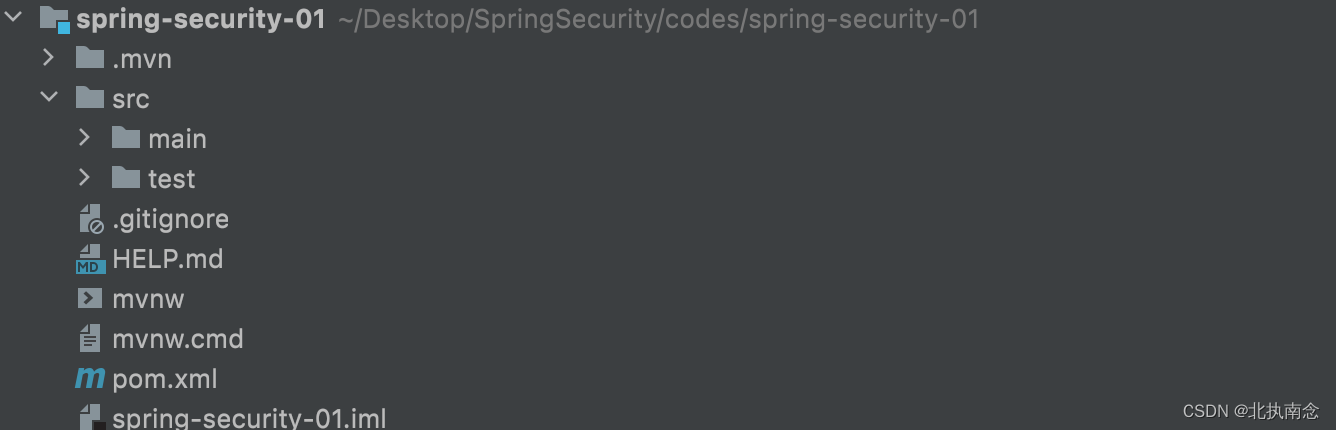 spring-security-01 ~/Desktop/SpringSecurity/codes/spring-security-01
.mvn
src
main
test
.gitignore
MD HELP.md
mvnw
mvnw.cmd
m pom.xml
spring-security-01.iml
CSDN @北执南念